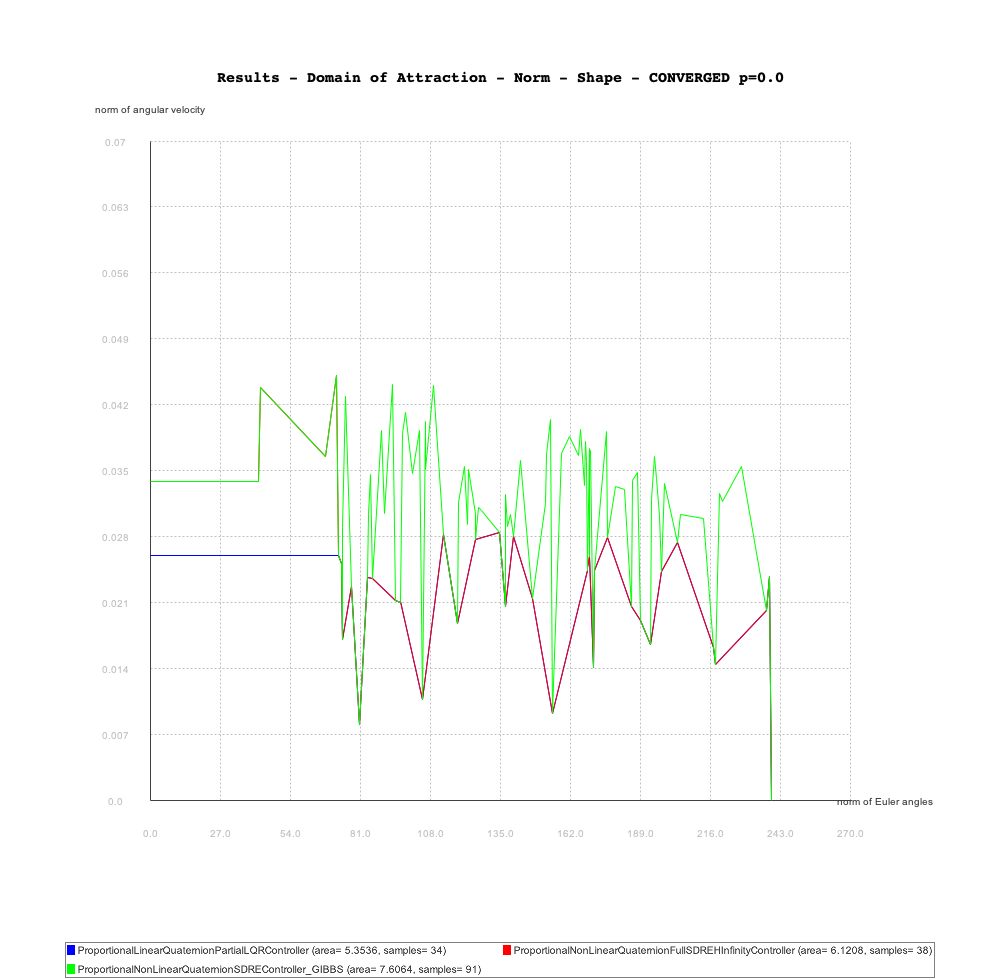 Results - Domain of Attraction - Norm - Shape - CONVERGED p=0.0
norm of angular velocity
0.07
0.063
0.056
0.049
0.042
0.035
0.028
0.021
0.014
0.007
0.0
norm of Euler angles
0.0 27.0 54.0 81.0 108.0 135.0 162.0 189.0 216.0 243.0 270.0
ProportionalLinearQuaternionPartialLQRController (area= 5.3536, samples= 34) ProportionalNonLinearQuaternionFullSDREHInfinityController (area= 6.1208, samples= 38)
ProportionalNonLinearQuaternionSDREController_GIBBS (area= 7.6064, samples= 91)